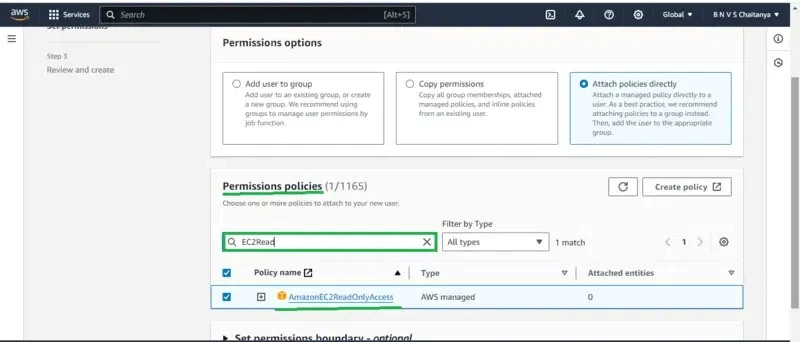 aws
Services
Search
[Alt+S]
Global
B N V S Chaitanya
Set permissions
Step 3
Review and create
Permissions options
Add user to group
Add user to an existing group, or create
a new group. We recommend using
groups to manage user permissions by
job function.
Copy permissions
Copy all group memberships, attached
managed policies, and inline policies
from an existing user.
Attach policies directly
Attach a managed policy directly to a
user. As a best practice, we recommend
attaching policies to a group instead.
Then, add the user to the appropriate
group.
Permissions policies (1/1165)
Choose one or more policies to attach to your new user.
Create policy
Filter by Type
EC2Read
All types
1 match
1
Policy name
Type
Attached entities
AmazonEC2ReadOnlyAccess
AWS managed
0
Set permissions boundary - optional